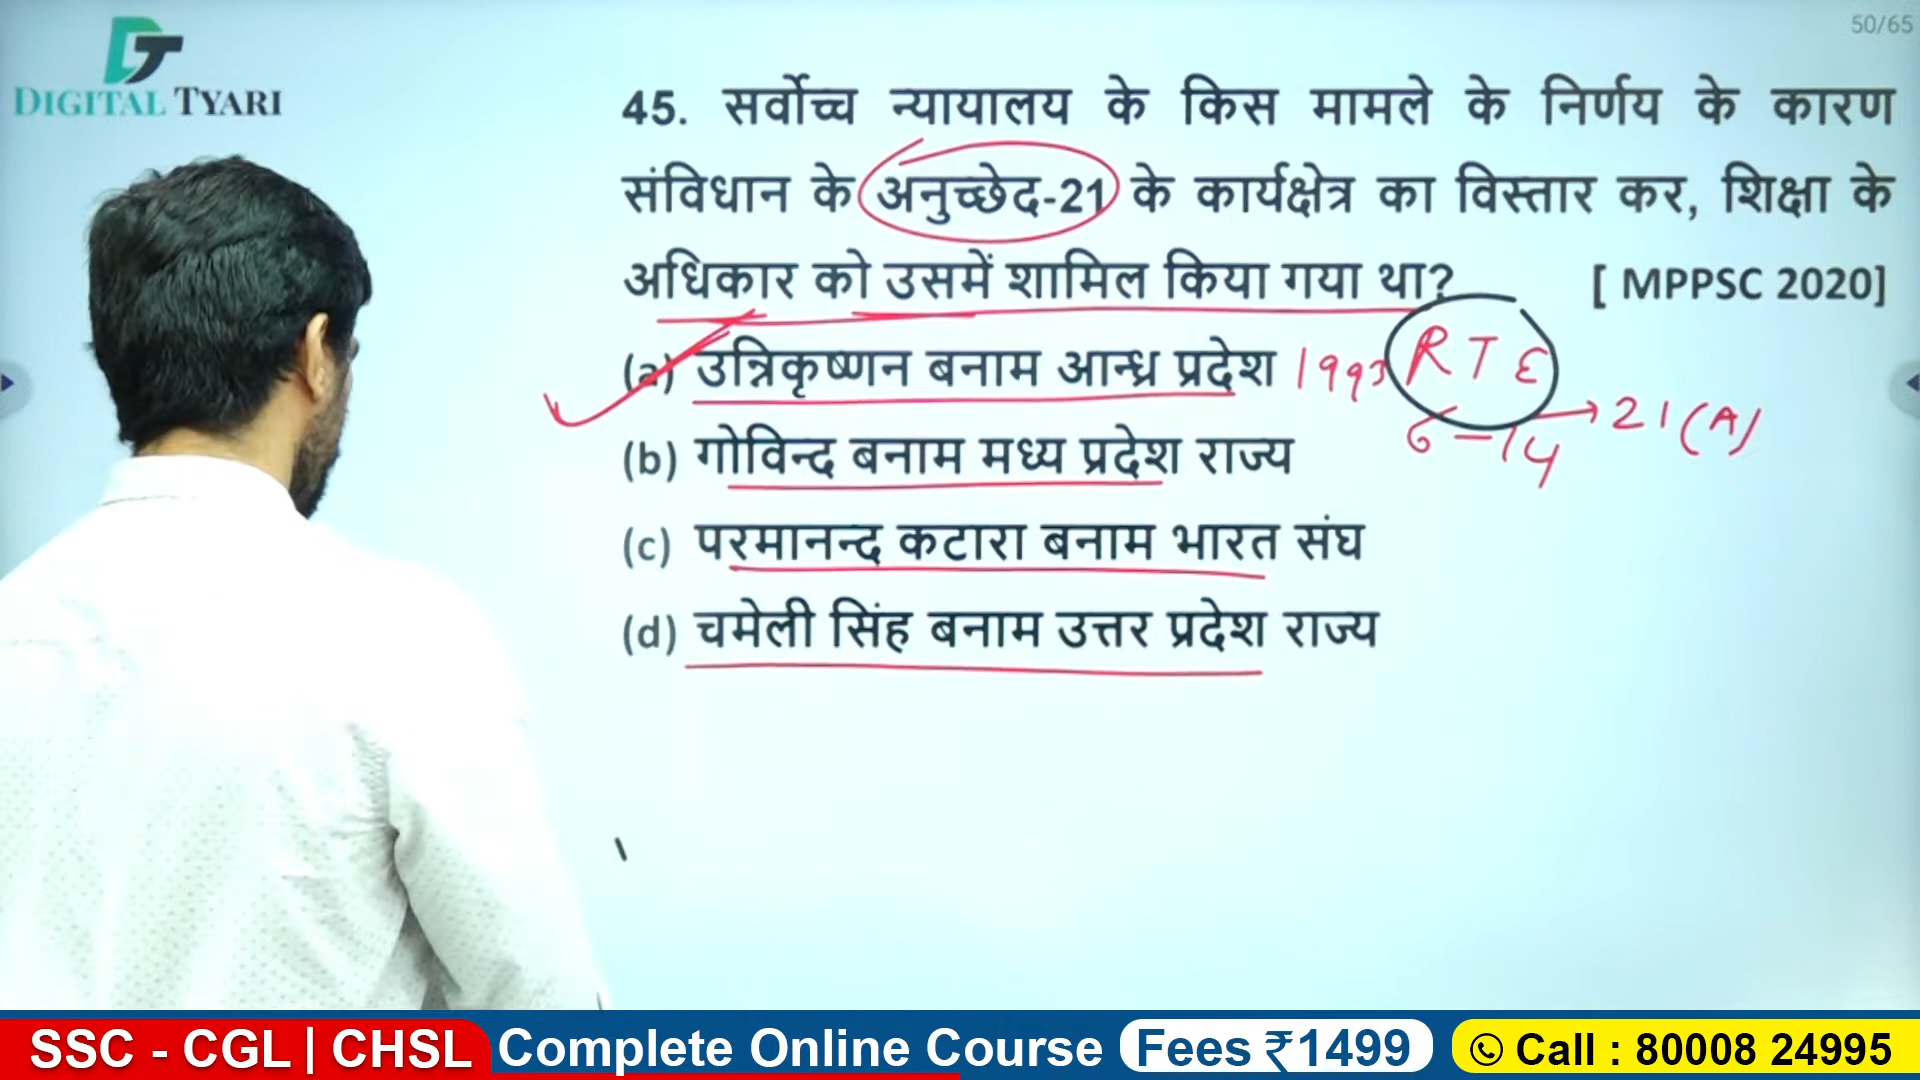 50/65
DIGITAL TYARI
45. सर्वोच्च न्यायालय के किस मामले के निर्णय के कारण
संविधान के अनुच्छेद-21 के कार्यक्षेत्र का विस्तार कर, शिक्षा के
अधिकार को उसमें शामिल किया गया था? [ MPPSC 2020]
(a) उन्निकृष्णन बनाम आन्ध्र प्रदेश 1993 RTE
6-14 → 21(A)
(b) गोविन्द बनाम मध्य प्रदेश राज्य
(c) परमानन्द कटारा बनाम भारत संघ
(d) चमेली सिंह बनाम उत्तर प्रदेश राज्य
SSC - CGL | CHSL Complete Online Course Fees ₹1499 Call : 80008 24995